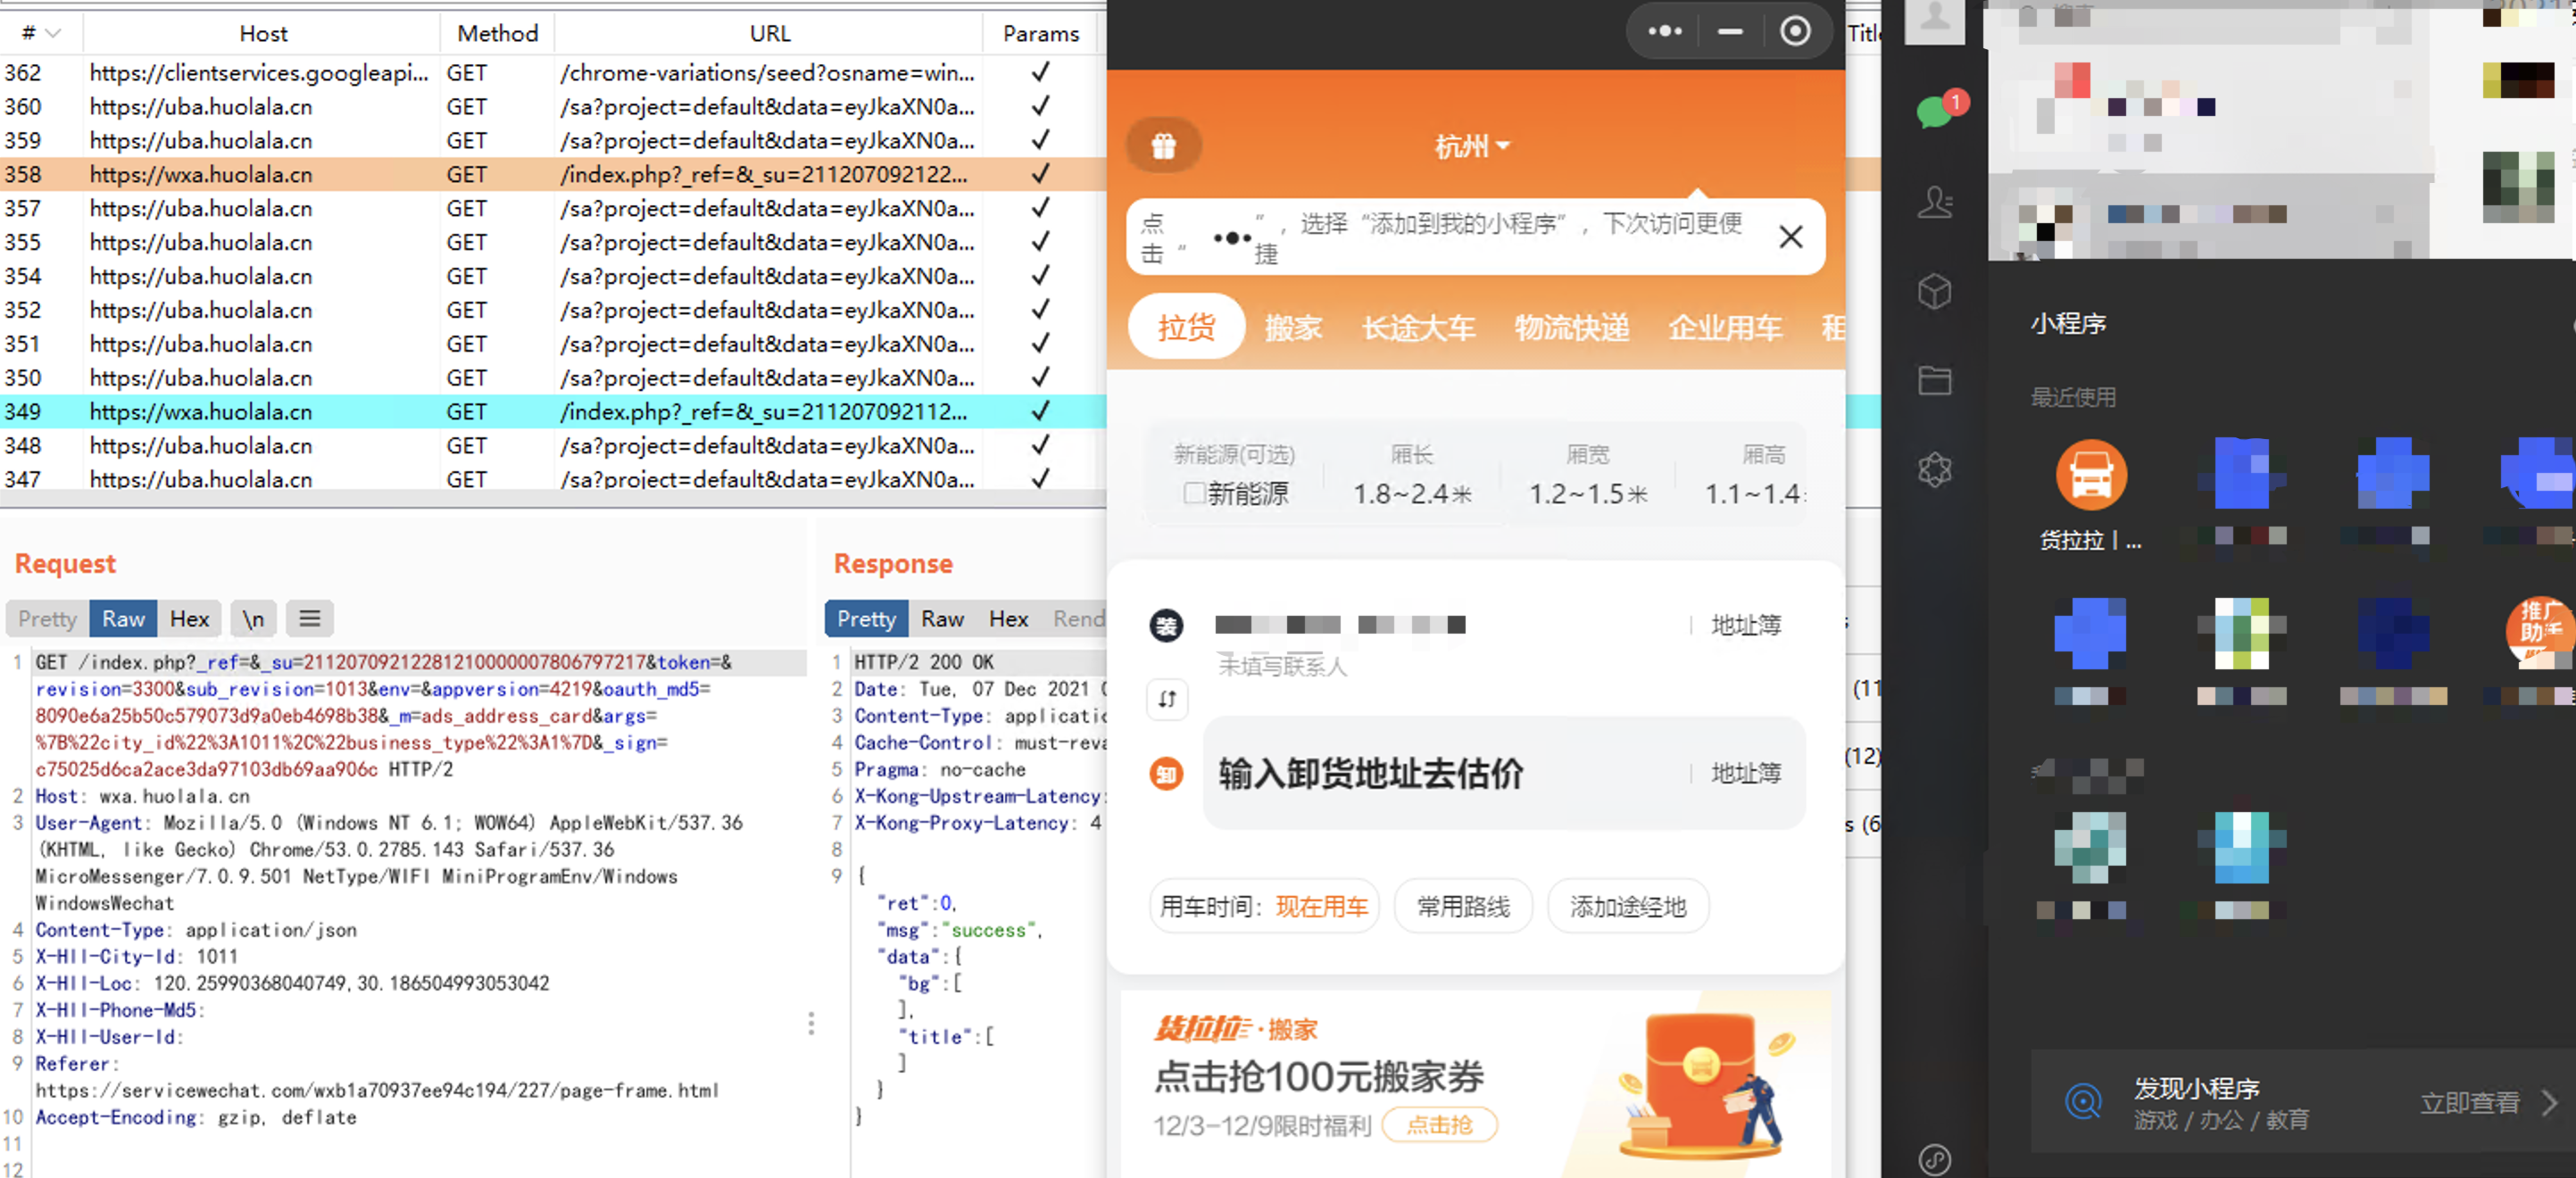 # Host Method URL Params
362 https://clientservices.googleapi... GET /chrome-variations/seed?osname=win... ✓
360 https://uba.huolala.cn GET /sa?project=default&data=eyJkaXN0a... ✓
359 https://uba.huolala.cn GET /sa?project=default&data=eyJkaXN0a... ✓
358 https://wxa.huolala.cn GET /index.php?_ref=&_su=211207092122... ✓
357 https://uba.huolala.cn GET /sa?project=default&data=eyJkaXN0a... ✓
355 https://uba.huolala.cn GET /sa?project=default&data=eyJkaXN0a... ✓
354 https://uba.huolala.cn GET /sa?project=default&data=eyJkaXN0a... ✓
352 https://uba.huolala.cn GET /sa?project=default&data=eyJkaXN0a... ✓
351 https://uba.huolala.cn GET /sa?project=default&data=eyJkaXN0a... ✓
350 https://uba.huolala.cn GET /sa?project=default&data=eyJkaXN0a... ✓
349 https://wxa.huolala.cn GET /index.php?_ref=&_su=211207092112... ✓
348 https://uba.huolala.cn GET /sa?project=default&data=eyJkaXN0a... ✓
347 https://uba.huolala.cn GET /sa?project=default&data=eyJkaXN0a... ✓
Request
Pretty Raw Hex \n
1 GET /index.php?_ref=&_su=21120709212281210000007806797217&token=&
revision=3300&sub_revision=1013&env=&appversion=4219&oauth_md5=
8090e6a25b50c579073d9a0eb4698b38&_m=ads_address_card&args=
%7B%22city_id%22%3A1011%2C%22business_type%22%3A1%7D&_sign=
c75025d6ca2ace3da97103db69aa906c HTTP/2
2 Host: wxa.huolala.cn
3 User-Agent: Mozilla/5.0 (Windows NT 6.1; WOW64) AppleWebKit/537.36
(KHTML, like Gecko) Chrome/53.0.2785.143 Safari/537.36
MicroMessenger/7.0.9.501 NetType/WIFI MiniProgramEnv/Windows
WindowsWechat
4 Content-Type: application/json
5 X-Hll-City-Id: 1011
6 X-Hll-Loc: 120.25990368040749,30.186504993053042
7 X-Hll-Phone-Md5:
8 X-Hll-User-Id:
9 Referer:
https://servicewechat.com/wxb1a70937ee94c194/227/page-frame.html
10 Accept-Encoding: gzip, deflate
11
12
Response
Pretty Raw Hex Rend
1 HTTP/2 200 OK
2 Date: Tue, 07 Dec 2021
3 Content-Type: applicatic
4 Cache-Control: must-reva
5 Pragma: no-cache
6 X-Kong-Upstream-Latency:
7 X-Kong-Proxy-Latency: 4
8
9 {
"ret":0,
"msg":"success",
"data":{
"bg":[
],
"title":[
]
}
}
杭州
点击“ ••• ”，选择“添加到我的小程序”，下次访问更便捷
拉货 搬家 长途大车 物流快递 企业用车 租
新能源(可选) 厢长 厢宽 厢高
新能源 1.8~2.4米 1.2~1.5米 1.1~1.4
装 地址簿
未填写联系人
卸 输入卸货地址去估价 地址簿
用车时间：现在用车 常用路线 添加途经地
货拉拉·搬家
点击抢100元搬家券
12/3-12/9限时福利 点击抢
Title
(11
(12)
s (6
1
小程序
最近使用
货拉拉丨...
推广
助手
发现小程序
游戏 / 办公 / 教育
立即查看